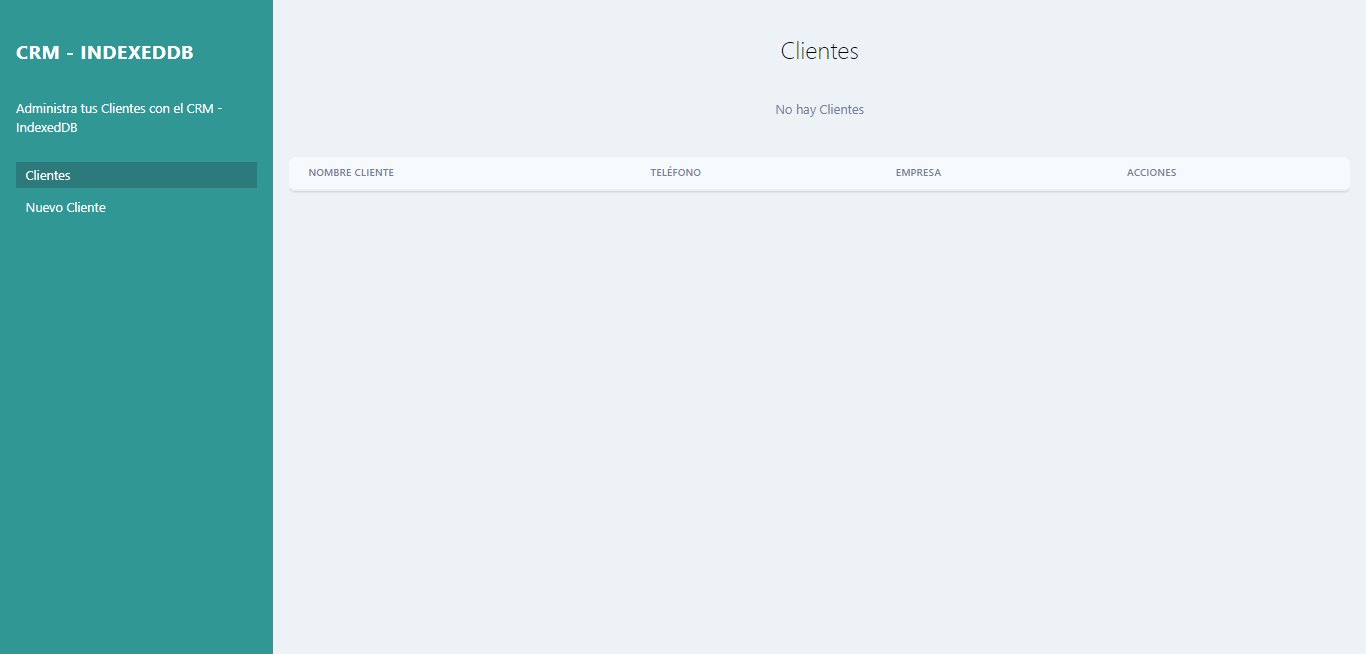 CRM - INDEXEDDB
Administra tus Clientes con el CRM -
IndexedDB
Clientes
Nuevo Cliente
Clientes
No hay Clientes
NOMBRE CLIENTE TELÉFONO EMPRESA ACCIONES